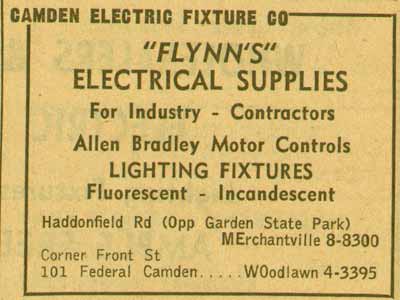 CAMDEN ELECTRIC FIXTURE CO
"FLYNN'S"
ELECTRICAL SUPPLIES
For Industry - Contractors
Allen Bradley Motor Controls
LIGHTING FIXTURES
Fluorescent - Incandescent
Haddonfield Rd (Opp Garden State Park)
MErchantville 8-8300
Corner Front St
101 Federal Camden.....WOodlawn 4-3395